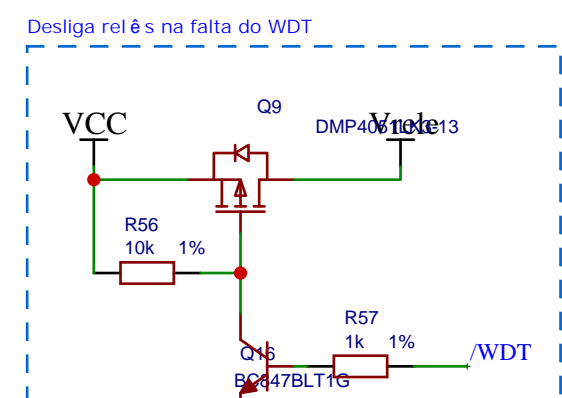 Desliga relês na falta do WDT
Q9
VCC
Vrele
R56
10k 1%
R57
1k 1%
Q16
/WDT
BC847BLT1G